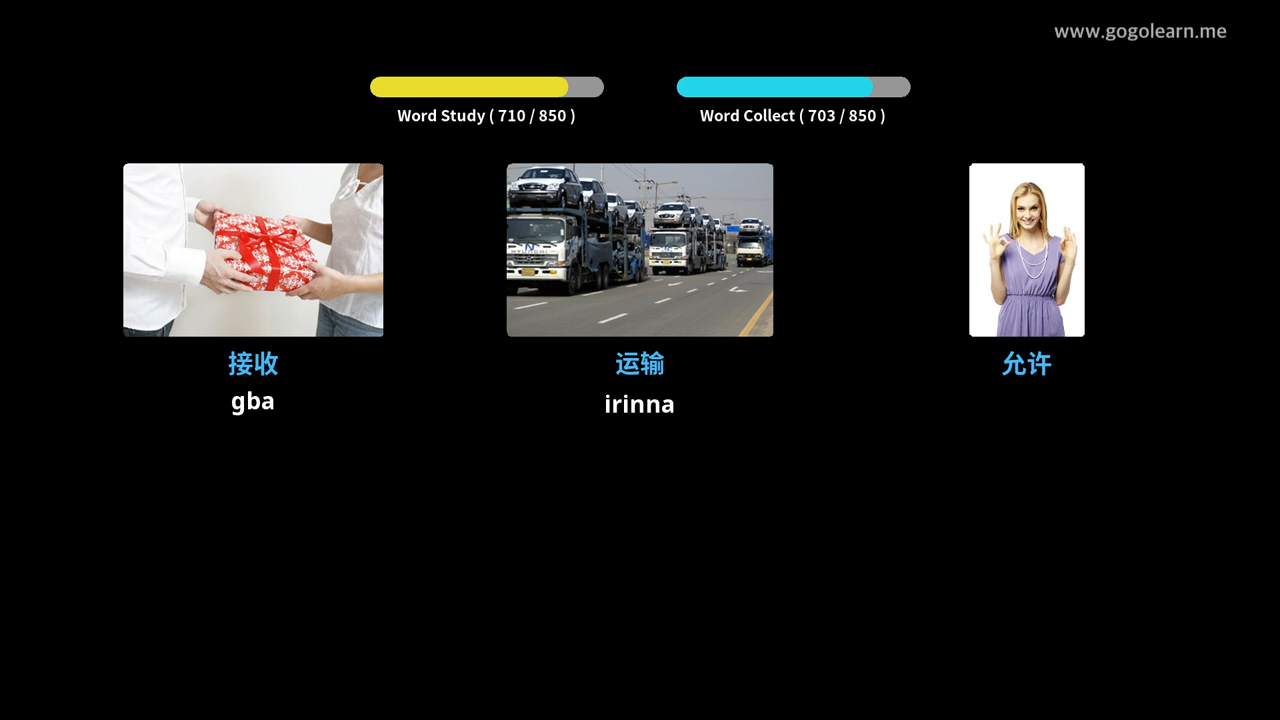 www.gogolearn.me
Word Study ( 710 / 850 )
Word Collect ( 703 / 850 )
接收
运输
允许
gba
irinna